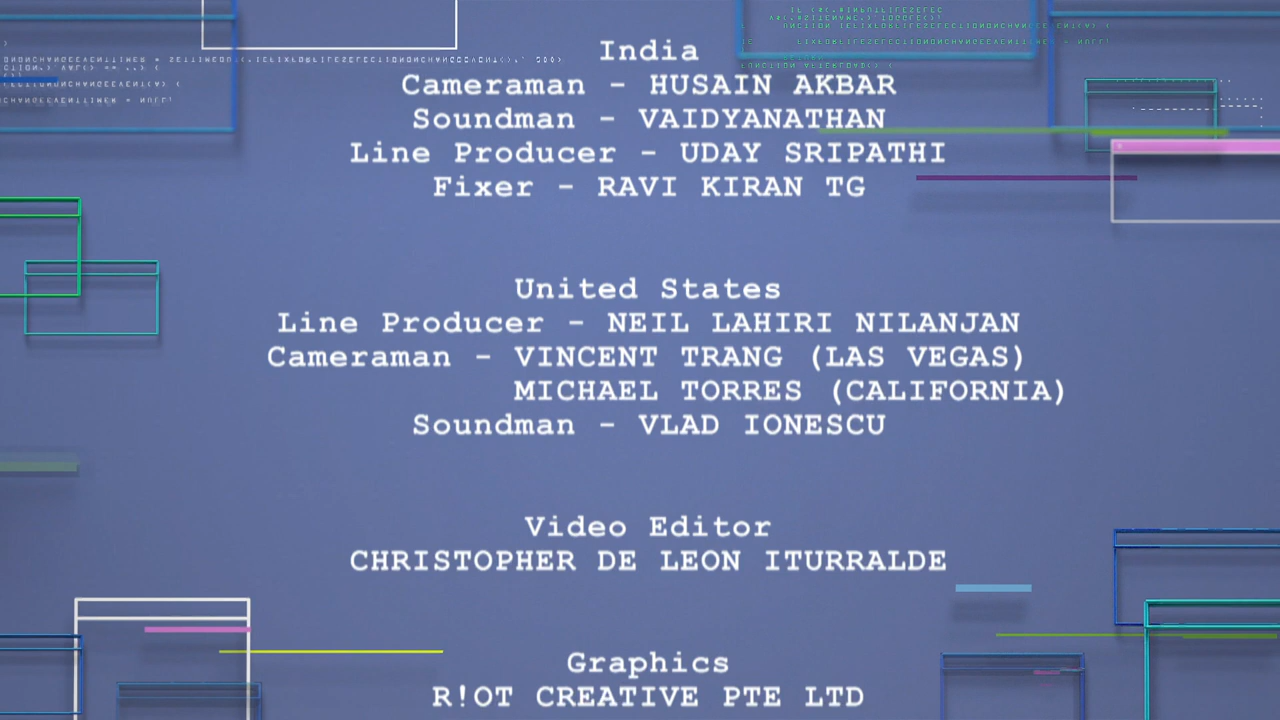 India
Cameraman - HUSAIN AKBAR
Soundman - VAIDYANATHAN
Line Producer - UDAY SRIPATHI
Fixer - RAVI KIRAN TG
United States
Line Producer - NEIL LAHIRI NILANJAN
Cameraman - VINCENT TRANG (LAS VEGAS)
MICHAEL TORRES (CALIFORNIA)
Soundman - VLAD IONESCU
Video Editor
CHRISTOPHER DE LEON ITURRALDE
Graphics
R!OT CREATIVE PTE LTD